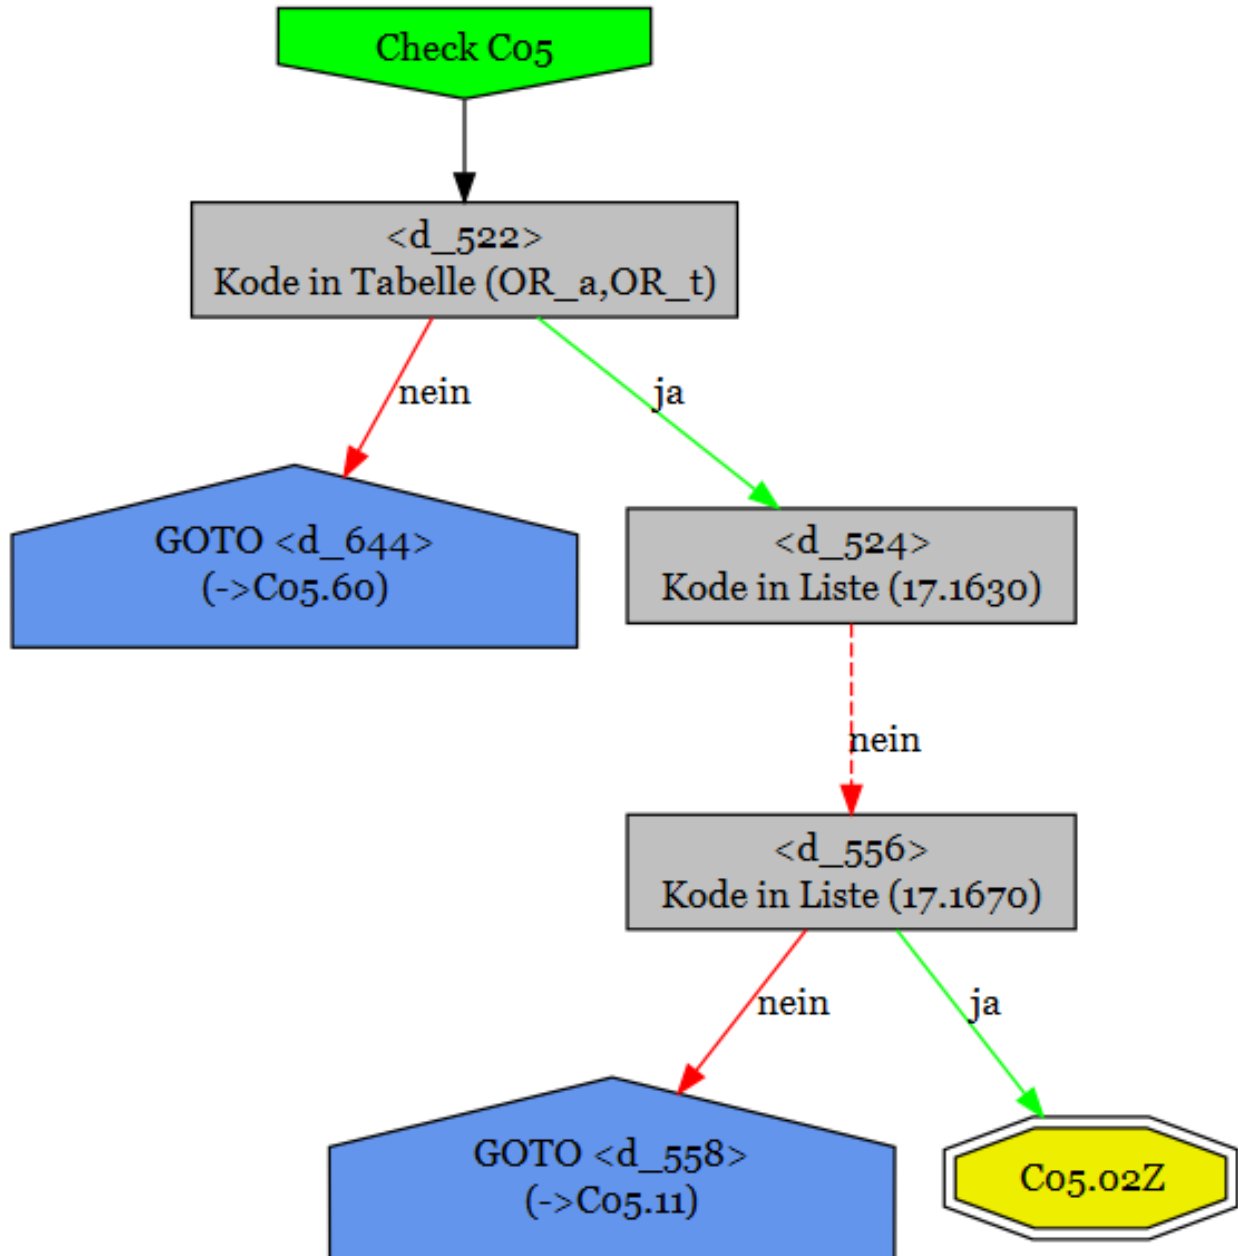 Check C05
<d_522>
Kode in Tabelle (OR_a,OR_t)
nein
ja
GOTO <d_644>
(->C05.60)
<d_524>
Kode in Liste (17.1630)
nein
<d_556>
Kode in Liste (17.1670)
nein
ja
GOTO <d_558>
(->C05.11)
C05.02Z